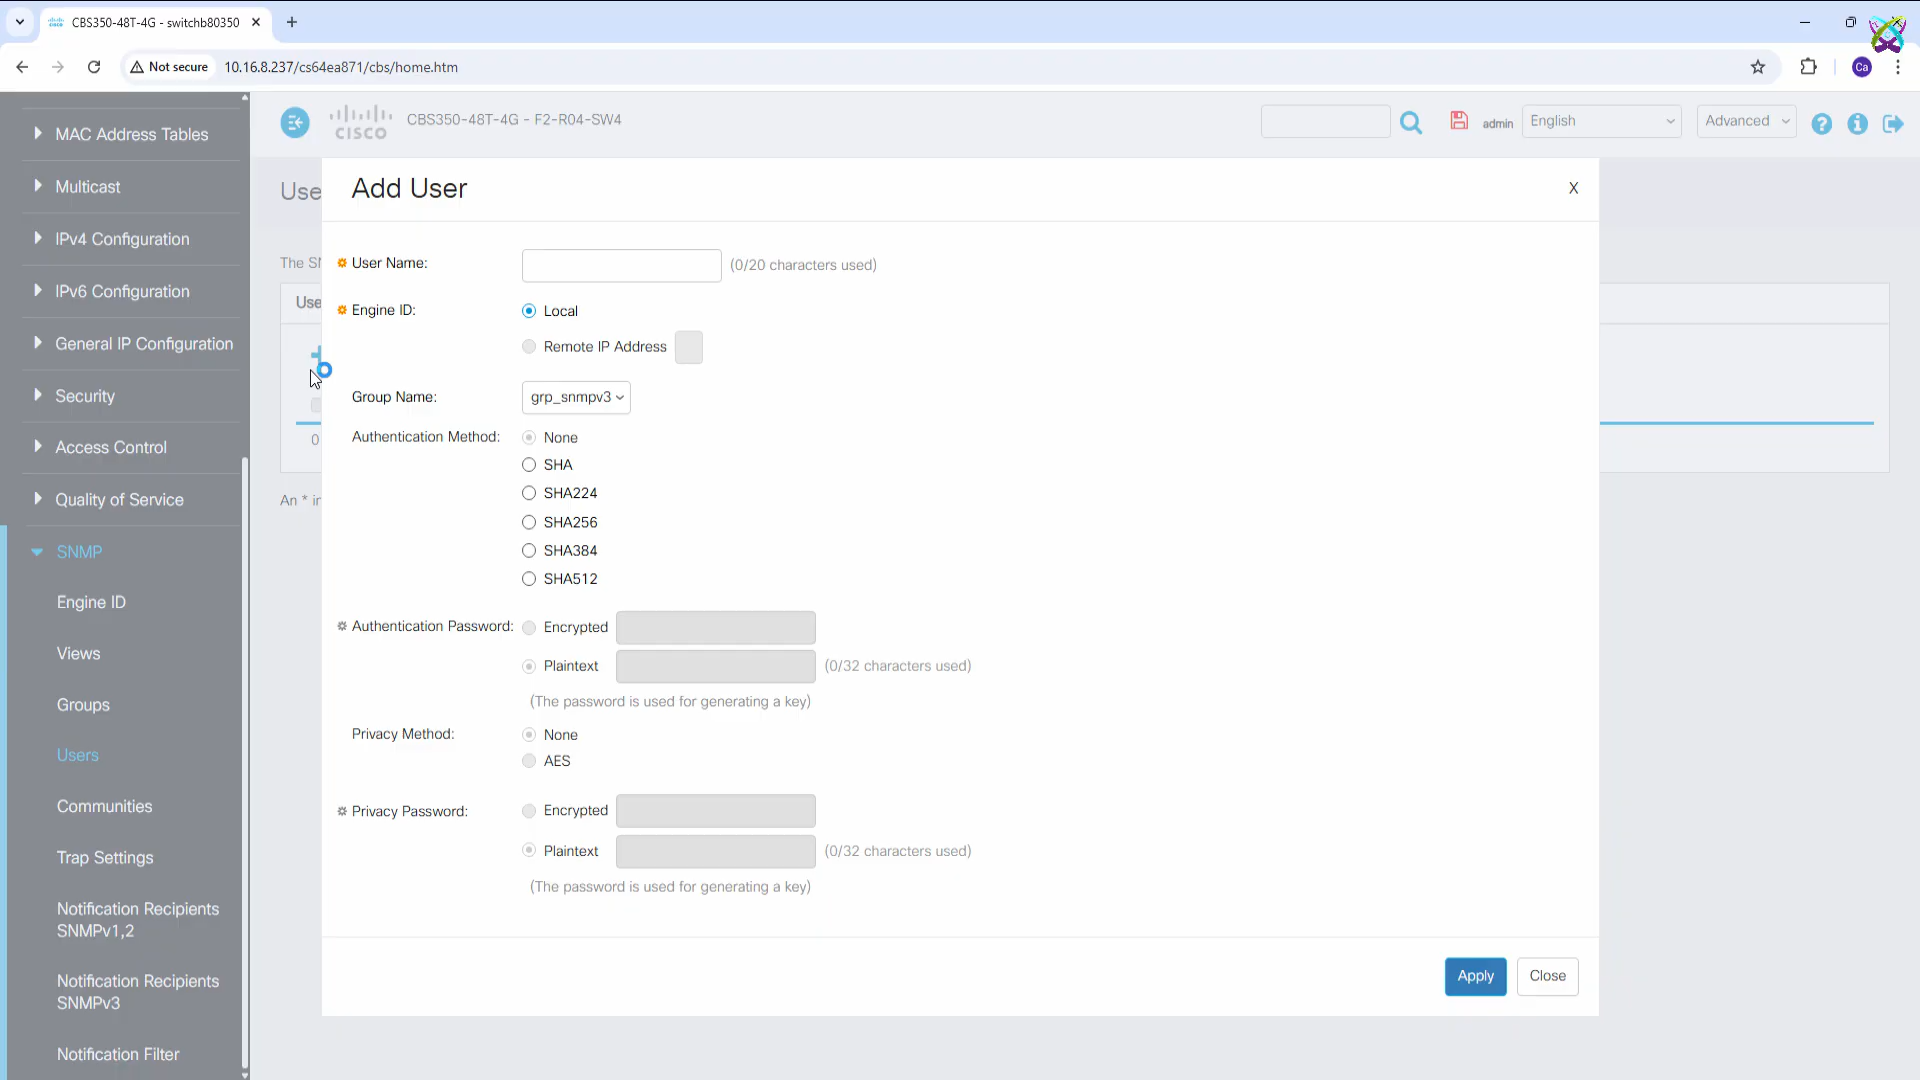 CBS350-48T-4G - switchb80350
Not secure
10.16.8.237/cs64ea871/cbs/home.htm
Ca
MAC Address Tables
Multicast
IPv4 Configuration
IPv6 Configuration
General IP Configuration
Security
Access Control
Quality of Service
SNMP
Engine ID
Views
Groups
Users
Communities
Trap Settings
Notification Recipients
SNMPv1,2
Notification Recipients
SNMPv3
Notification Filter
CISCO
CBS350-48T-4G - F2-R04-SW4
admin
English
Advanced
Use
Add User
X
The SN
Use
0
An * in
User Name:
(0/20 characters used)
Engine ID:
Local
Remote IP Address
Group Name:
grp_snmpv3
Authentication Method:
None
SHA
SHA224
SHA256
SHA384
SHA512
Authentication Password:
Encrypted
Plaintext
(0/32 characters used)
(The password is used for generating a key)
Privacy Method:
None
AES
Privacy Password:
Encrypted
Plaintext
(0/32 characters used)
(The password is used for generating a key)
Apply
Close